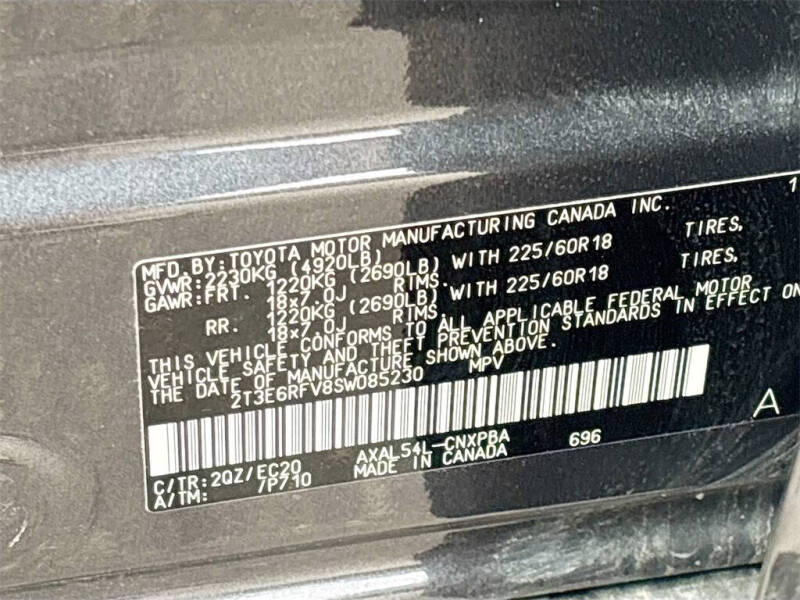 1
MFD.BY:TOYOTA MOTOR MANUFACTURING CANADA INC.
GVWR:2230KG (4920LB)
GAWR:FRT. 1220KG (2690LB) WITH 225/60R18 TIRES,
18x7.0J RIMS.
RR. 1220KG (2690LB) WITH 225/60R18 TIRES,
18x7.0J RIMS.
THIS VEHICLE CONFORMS TO ALL APPLICABLE FEDERAL MOTOR
VEHICLE SAFETY AND THEFT PREVENTION STANDARDS IN EFFECT ON
THE DATE OF MANUFACTURE SHOWN ABOVE.
2T3E6RFV8SW085230 MPV
A
C/TR:2QZ/EC20 AXAL54L-CNXPBA 696
A/TM: /P710 MADE IN CANADA